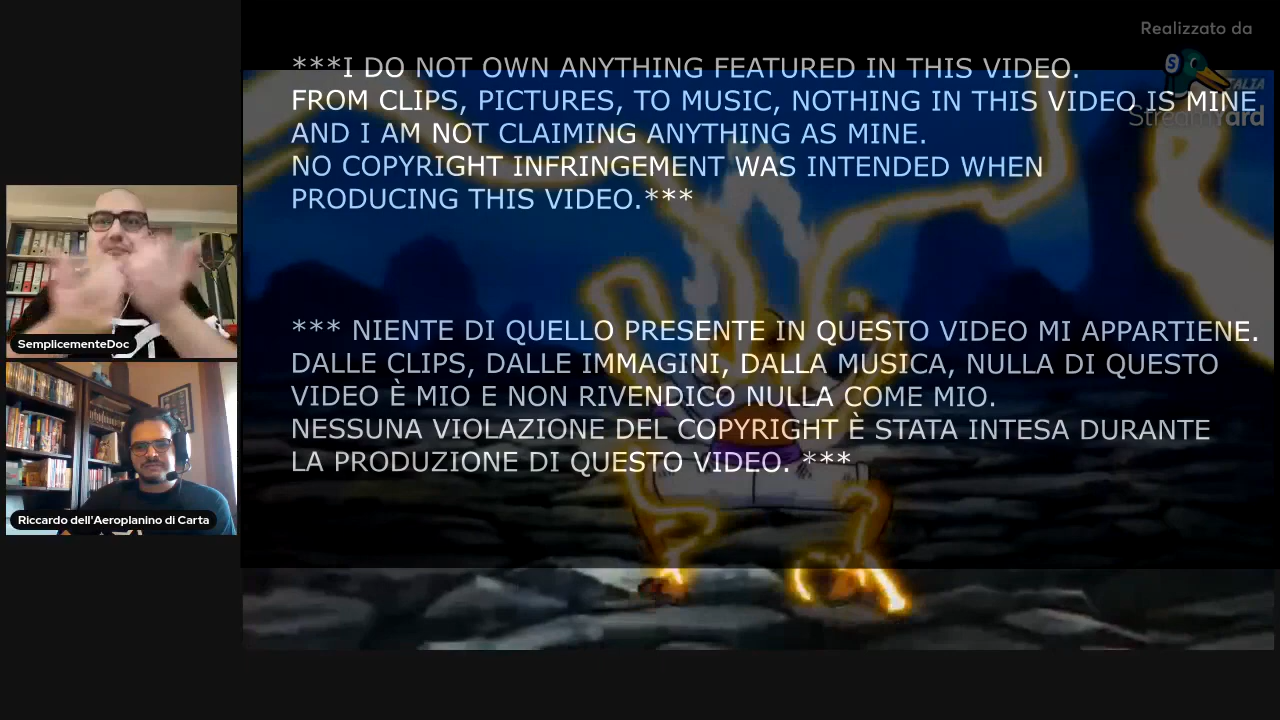 Realizzato da
S
ITALIA
StreamYard
***I DO NOT OWN ANYTHING FEATURED IN THIS VIDEO.
FROM CLIPS, PICTURES, TO MUSIC, NOTHING IN THIS VIDEO IS MINE
AND I AM NOT CLAIMING ANYTHING AS MINE.
NO COPYRIGHT INFRINGEMENT WAS INTENDED WHEN
PRODUCING THIS VIDEO.***
*** NIENTE DI QUELLO PRESENTE IN QUESTO VIDEO MI APPARTIENE.
DALLE CLIPS, DALLE IMMAGINI, DALLA MUSICA, NULLA DI QUESTO
VIDEO È MIO E NON RIVENDICO NULLA COME MIO.
NESSUNA VIOLAZIONE DEL COPYRIGHT È STATA INTESA DURANTE
LA PRODUZIONE DI QUESTO VIDEO. ***
SemplicementeDoc
Riccardo dell'Aeroplanino di Carta